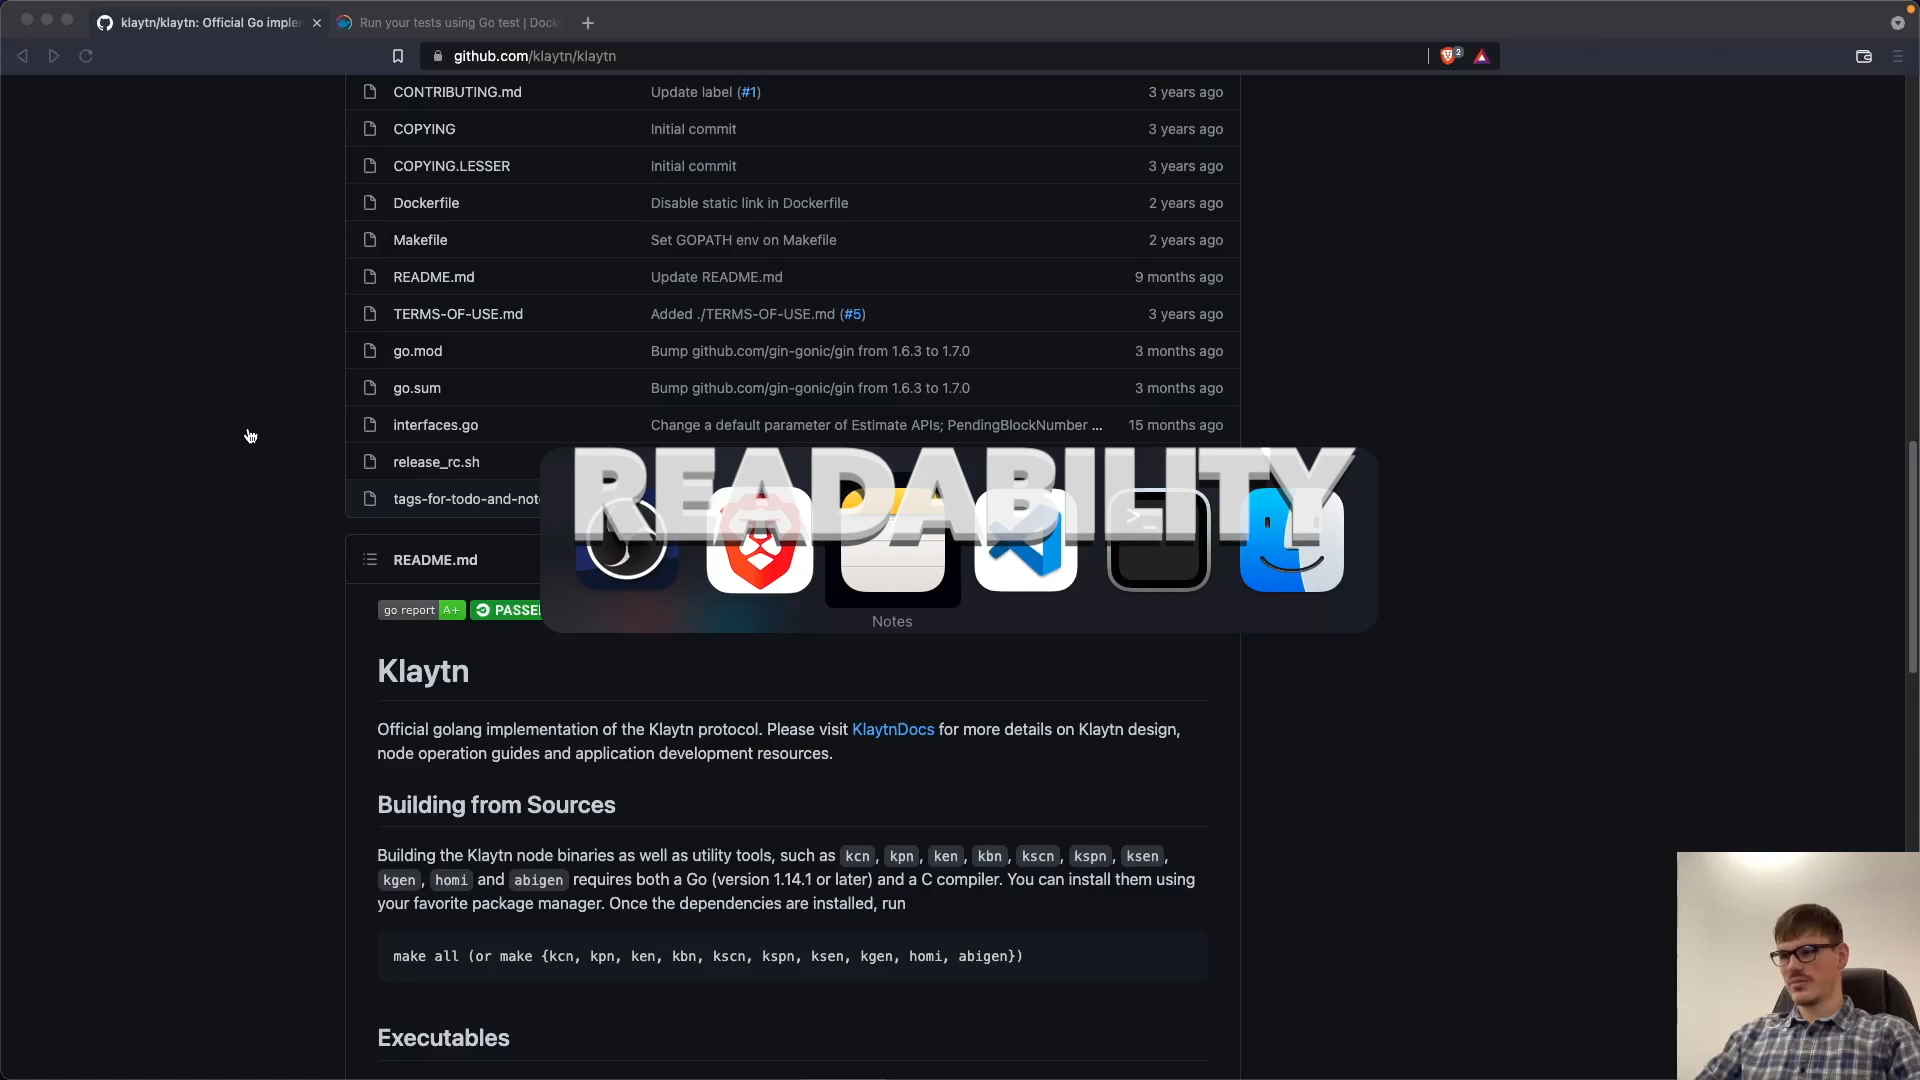 klaytn/klaytn: Official Go imple
Run your tests using Go test | Dock
github.com/klaytn/klaytn
2
CONTRIBUTING.md Update label (#1) 3 years ago
COPYING Initial commit 3 years ago
COPYING.LESSER Initial commit 3 years ago
Dockerfile Disable static link in Dockerfile 2 years ago
Makefile Set GOPATH env on Makefile 2 years ago
README.md Update README.md 9 months ago
TERMS-OF-USE.md Added ./TERMS-OF-USE.md (#5) 3 years ago
go.mod Bump github.com/gin-gonic/gin from 1.6.3 to 1.7.0 3 months ago
go.sum Bump github.com/gin-gonic/gin from 1.6.3 to 1.7.0 3 months ago
interfaces.go Change a default parameter of Estimate APIs; PendingBlockNumber ... 15 months ago
release_rc.sh
tags-for-todo-and-not
READABILITY
Notes
README.md
go report A+ PASSE
Klaytn
Official golang implementation of the Klaytn protocol. Please visit KlaytnDocs for more details on Klaytn design,
node operation guides and application development resources.
Building from Sources
Building the Klaytn node binaries as well as utility tools, such as kcn, kpn, ken, kbn, kscn, kspn, ksen,
kgen, homi and abigen requires both a Go (version 1.14.1 or later) and a C compiler. You can install them using
your favorite package manager. Once the dependencies are installed, run
make all (or make {kcn, kpn, ken, kbn, kscn, kspn, ksen, kgen, homi, abigen})
Executables